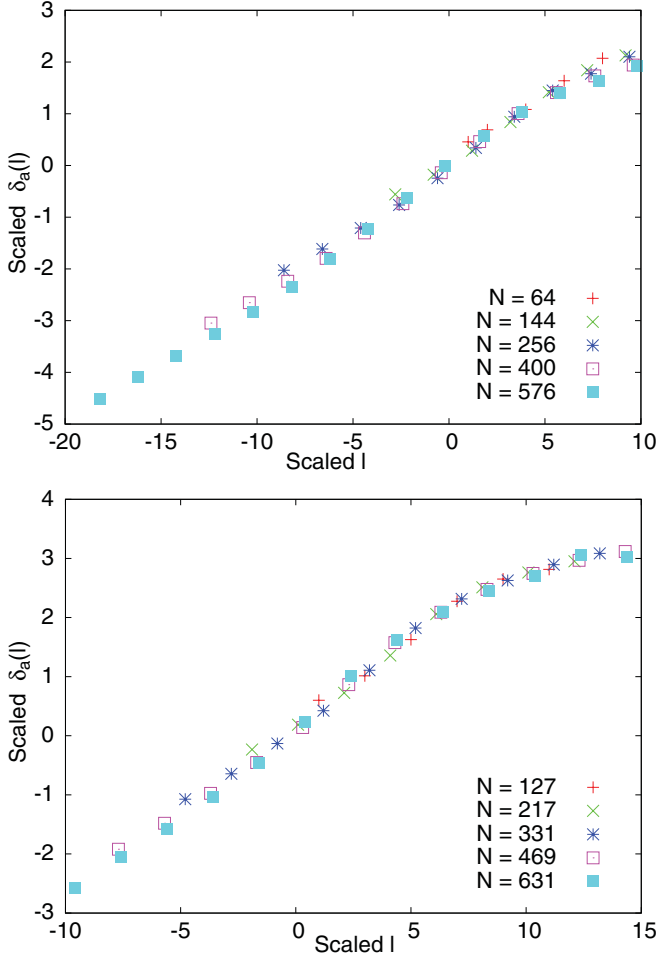 3
2
1
0
-1
-2
-3
-4
-5
Scaled δa(l)
N = 64
N = 144
N = 256
N = 400
N = 576
-20 -15 -10 -5 0 5 10
Scaled l
4
3
2
1
0
-1
-2
-3
Scaled δa(l)
N = 127
N = 217
N = 331
N = 469
N = 631
-10 -5 0 5 10 15
Scaled l